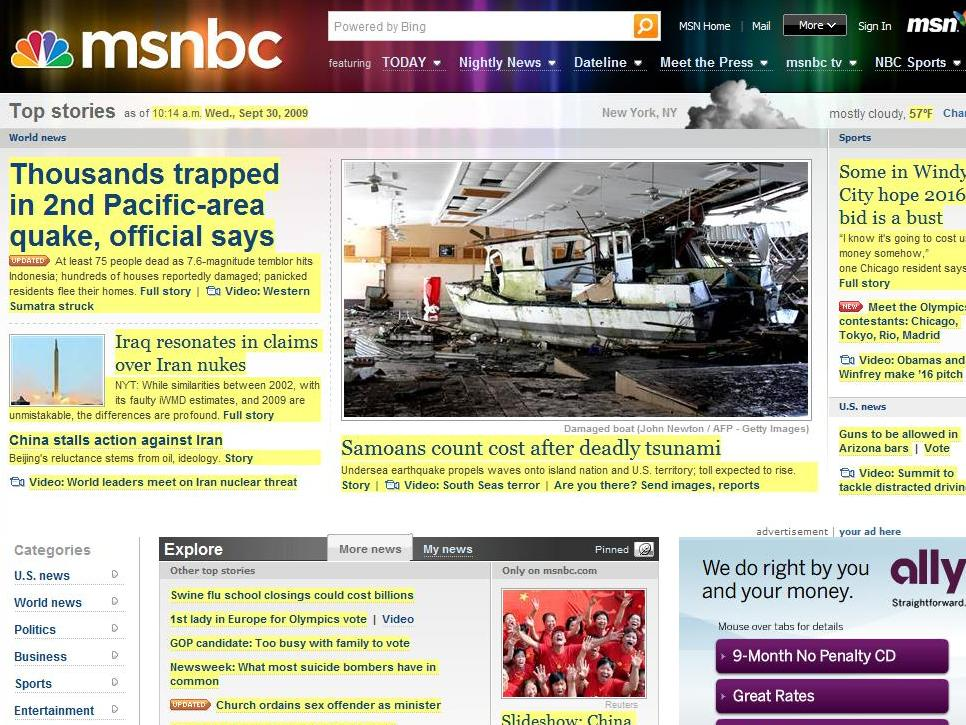 msnbc
Powered by Bing
MSN Home | Mail
More
Sign In
msn
featuring TODAY Nightly News Dateline Meet the Press msnbc tv NBC Sports
Top stories as of 10:14 a.m. Wed., Sept 30, 2009
New York, NY
mostly cloudy, 57°F
World news
Thousands trapped
in 2nd Pacific-area
quake, official says
UPDATED At least 75 people dead as 7.6-magnitude temblor hits
Indonesia; hundreds of houses reportedly damaged; panicked
residents flee their homes. Full story | Video: Western
Sumatra struck
Iraq resonates in claims
over Iran nukes
NYT: While similarities between 2002, with
its faulty iWMD estimates, and 2009 are
unmistakable, the differences are profound. Full story
China stalls action against Iran
Beijing's reluctance stems from oil, ideology. Story
Video: World leaders meet on Iran nuclear threat
Damaged boat (John Newton / AFP - Getty Images)
Samoans count cost after deadly tsunami
Undersea earthquake propels waves onto island nation and U.S. territory; toll expected to rise.
Story | Video: South Seas terror | Are you there? Send images, reports
Sports
Some in Windy
City hope 2016
bid is a bust
"I know it's going to cost u
money somehow,"
one Chicago resident says
Full story
NEW Meet the Olympic
contestants: Chicago,
Tokyo, Rio, Madrid
Video: Obamas and
Winfrey make '16 pitch
U.S. news
Guns to be allowed in
Arizona bars | Vote
Video: Summit to
tackle distracted drivin
Categories
U.S. news
World news
Politics
Business
Sports
Entertainment
Explore
More news
My news
Pinned
Other top stories
Swine flu school closings could cost billions
1st lady in Europe for Olympics vote | Video
GOP candidate: Too busy with family to vote
Newsweek: What most suicide bombers have in
common
UPDATED Church ordains sex offender as minister
Only on msnbc.com
Reuters
Slideshow: China
advertisement | your ad here
We do right by you
and your money.
ally
Straightforward.
Mouse over tabs for details
9-Month No Penalty CD
Great Rates